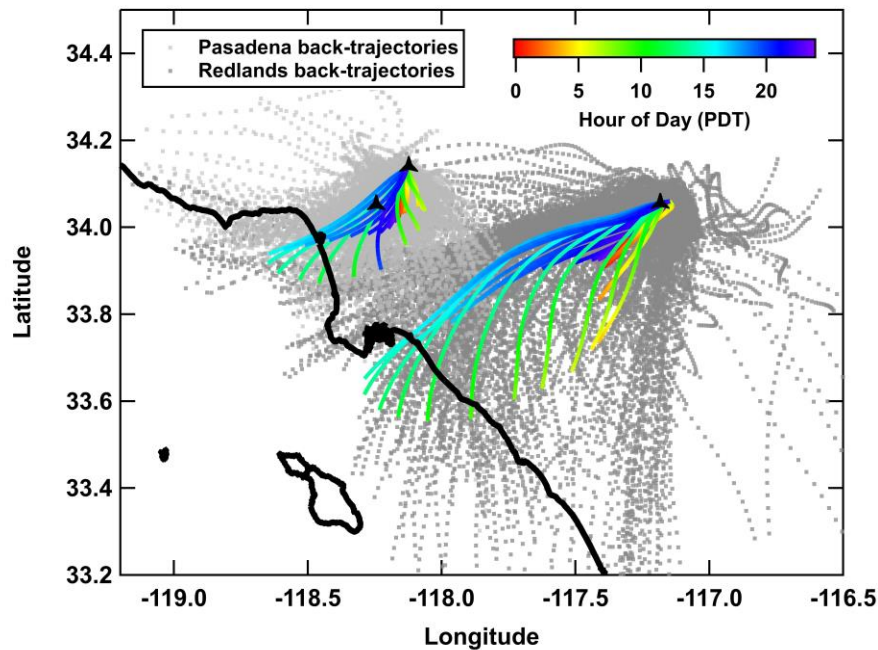 Pasadena back-trajectories
Redlands back-trajectories
0 5 10 15 20
Hour of Day (PDT)
Latitude
34.4
34.2
34.0
33.8
33.6
33.4
33.2
-119.0 -118.5 -118.0 -117.5 -117.0 -116.5
Longitude